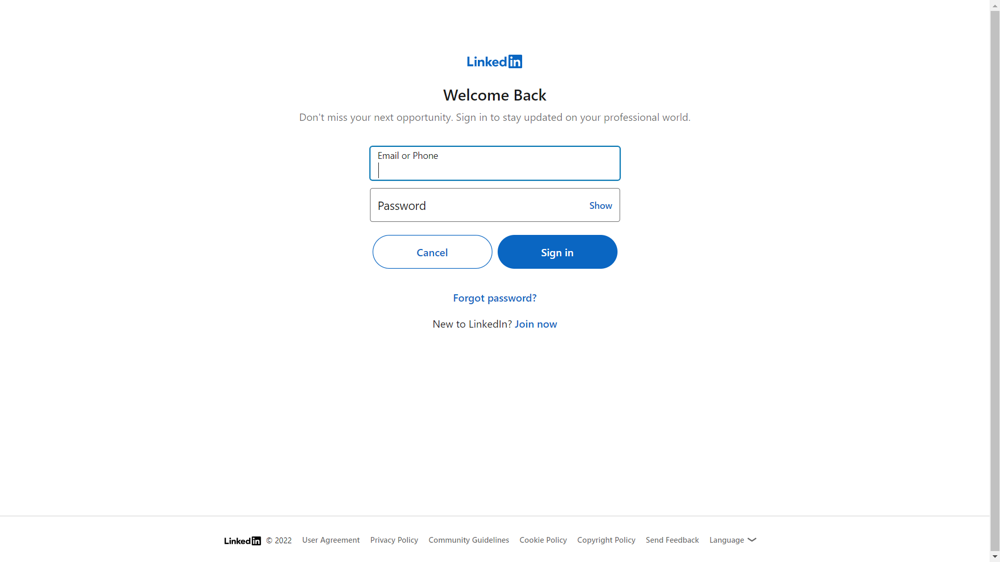 LinkedIn
Welcome Back
Don't miss your next opportunity. Sign in to stay updated on your professional world.
Email or Phone
Password Show
Cancel Sign in
Forgot password?
New to LinkedIn? Join now
LinkedIn © 2022 User Agreement Privacy Policy Community Guidelines Cookie Policy Copyright Policy Send Feedback Language